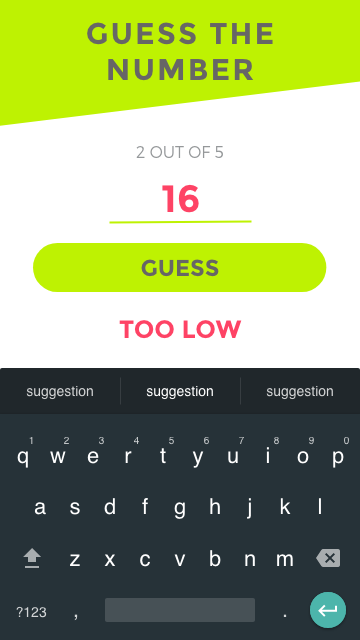 GUESS THE
NUMBER
2 OUT OF 5
16
GUESS
TOO LOW
suggestion suggestion suggestion
1 2 3 4 5 6 7 8 9 0
q w e r t y u i o p
a s d f g h j k l
z x c v b n m
?123 , .